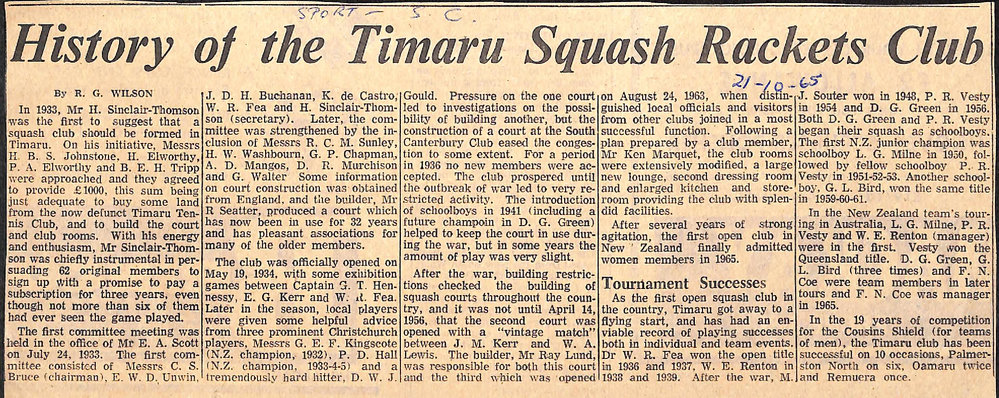 SPORT - S. C.
History of the Timaru Squash Rackets Club
21-10-65
By R. G. WILSON
In 1933, Mr H. Sinclair-Thomson
was the first to suggest that a
squash club should be formed in
Timaru. On his initiative, Messrs
H. B. S. Johnstone, H. Elworthy,
P. A. Elworthy and B. E. H. Tripp
were approached and they agreed
to provide £1000, this sum being
just adequate to buy some land
from the now defunct Timaru Ten-
nis Club, and to build the court
and club rooms. With his energy
and enthusiasm, Mr Sinclair-Thom-
son was chiefly instrumental in per-
suading 62 original members to
sign up with a promise to pay a
subscription for three years, even
though not more than six of them
had ever seen the game played.
The first committee meeting was
held in the office of Mr E. A. Scott
on July 24, 1933. The first com-
mittee consisted of Messrs C. S.
Bruce (chairman), E. W. D. Unwin,
J. D. H. Buchanan, K. de Castro,
W. R. Fea and H. Sinclair-Thom-
son (secretary). Later, the com-
mittee was strengthened by the in-
clusion of Messrs R. C. M. Sunley,
H. W. Washbourn, G. P. Chapman,
A. D. Mangos, D. R. Murchison
and G. Walter Some information
on court construction was obtained
from England, and the builder, Mr
R Seatter, produced a court which
has now been in use for 32 years
and has pleasant associations for
many of the older members.
The club was officially opened on
May 19, 1934, with some exhibition
games between Captain G. T. Hen-
nessy, E. G. Kerr and W. R. Fea.
Later in the season, local players
were given some helpful advice
from three prominent Christchurch
players, Messrs G. E. F. Kingscote
(N.Z. champion, 1932), P. D. Hall
(N.Z. champion, 1933-4-5) and a
tremendously hard hitter, D. W. J.
Gould. Pressure on the one court
led to investigations on the possi-
bility of building another, but the
construction of a court at the South
Canterbury Club eased the conges-
tion to some extent. For a period
in 1936 no new members were ac-
cepted. The club prospered until
the outbreak of war led to very re-
stricted activity. The introduction
of schoolboys in 1941 (including a
future champoin in D. G. Green)
helped to keep the court in use dur-
ing the war, but in some years the
amount of play was very slight.
After the war, building restric-
tions checked the building of
squash courts throughout the coun-
try, and it was not until April 14,
1956, that the second court was
opened with a "vintage match"
between J. M. Kerr and W. A.
Lewis. The builder, Mr Ray Lund,
was responsible for both this court
and the third which was opened
on August 24, 1963, when distin-
guished local officials and visitors
from other clubs joined in a most
successful function. Following a
plan prepared by a club member,
Mr Ken Marquet, the club rooms
were extensively modified, a large
new lounge, second dressing room
and enlarged kitchen and store-
room providing the club with splen-
did facilities.
After several years of strong
agitation, the first open club in
New Zealand finally admitted
women members in 1965.
Tournament Successes
As the first open squash club in
the country, Timaru got away to a
flying start, and has had an en-
viable record of playing successes
both in individual and team events.
Dr W. R. Fea won the open title
in 1936 and 1937, W. E. Renton in
1938 and 1939. After the war, M.
J. Souter won in 1948, P. R. Vesty
in 1954 and D. G. Green in 1956.
Both D. G. Green and P. R. Vesty
began their squash as schoolboys.
The first N.Z. junior champion was
schoolboy L. G. Milne in 1950, fol-
lowed by fellow schoolboy P. R.
Vesty in 1951-52-53. Another school-
boy, G. L. Bird, won the same title
in 1959-60-61.
In the New Zealand team's tour-
ing in Australia, L. G. Milne, P. R.
Vesty and W. E. Renton (manager)
were in the first. Vesty won the
Queensland title. D. G. Green, G.
L. Bird (three times) and F. N.
Coe were team members in later
tours and F. N. Coe was manager
in 1965.
In the 19 years of competition
for the Cousins Shield (for teams
of men), the Timaru club has been
successful on 10 occasions, Palmer-
ston North on six, Oamaru twice
and Remuera once.